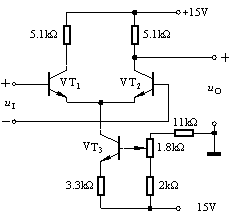 +15V
5.1kΩ 5.1kΩ
+ VT1 VT2 +
uI uO
−
11kΩ
VT3 1.8kΩ
3.3kΩ 2kΩ
15V